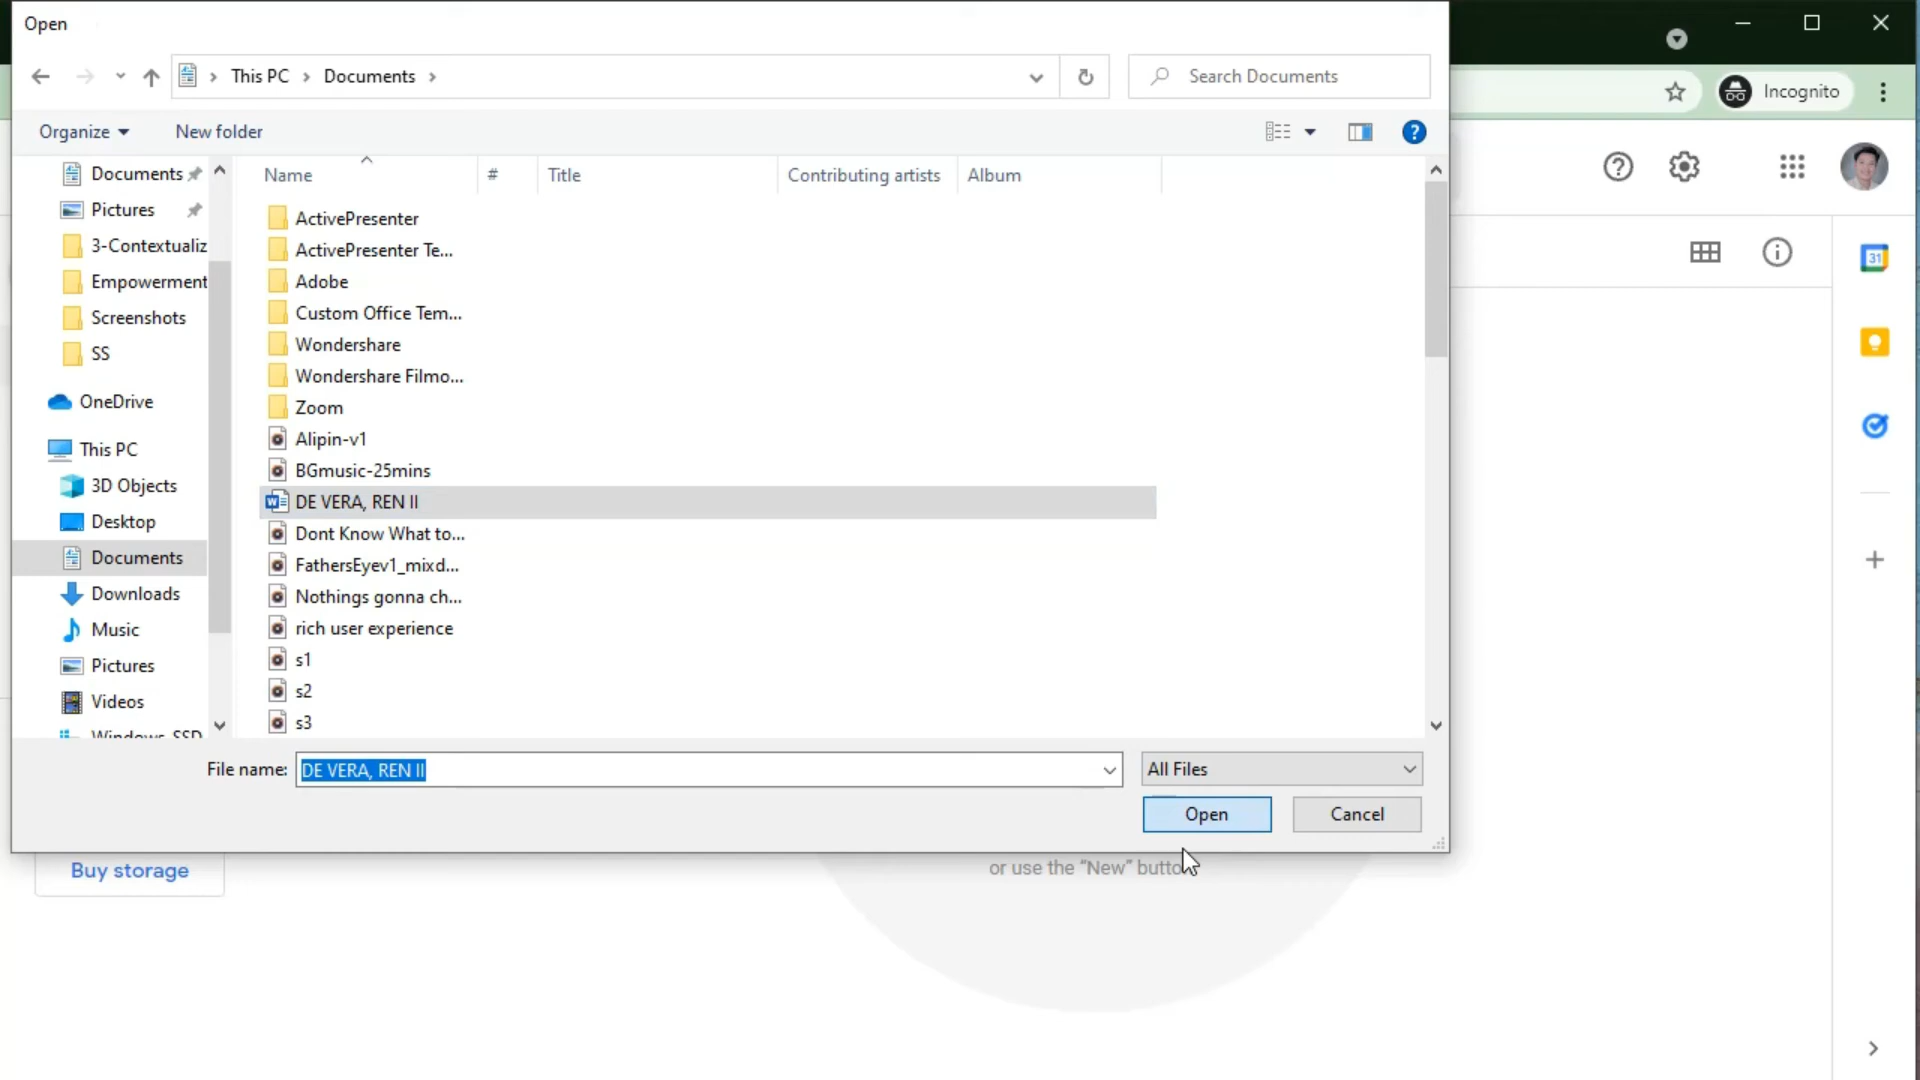 Open
This PC
Documents
Search Documents
Incognito
Organize
New folder
Name
#
Title
Contributing artists
Album
Documents
Pictures
3-Contextualiz
Empowerment
Screenshots
SS
OneDrive
This PC
3D Objects
Desktop
Documents
Downloads
Music
Pictures
Videos
Windows-SSD
ActivePresenter
ActivePresenter Te...
Adobe
Custom Office Tem...
Wondershare
Wondershare Filmo...
Zoom
Alipin-v1
BGmusic-25mins
DE VERA, REN II
Dont Know What to...
FathersEyev1_mixd...
Nothings gonna ch...
rich user experience
s1
s2
s3
31
File name:
DE VERA, REN II
All Files
Open
Cancel
Buy storage
or use the “New” butto